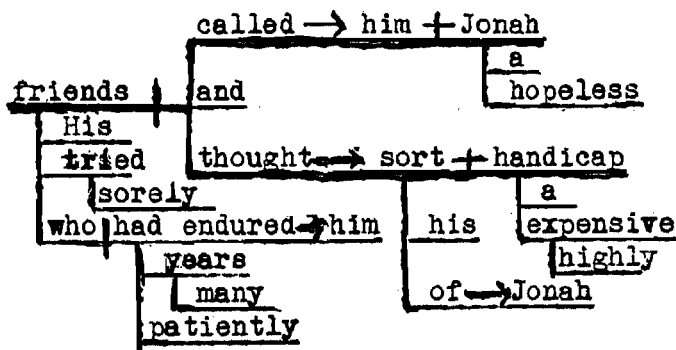 called → him + Jonah
a
hopeless
friends and
His
tried
sorely
thought → sort + handicap
a
who had endured → him his expensive
highly
years
many of → Jonah
patiently